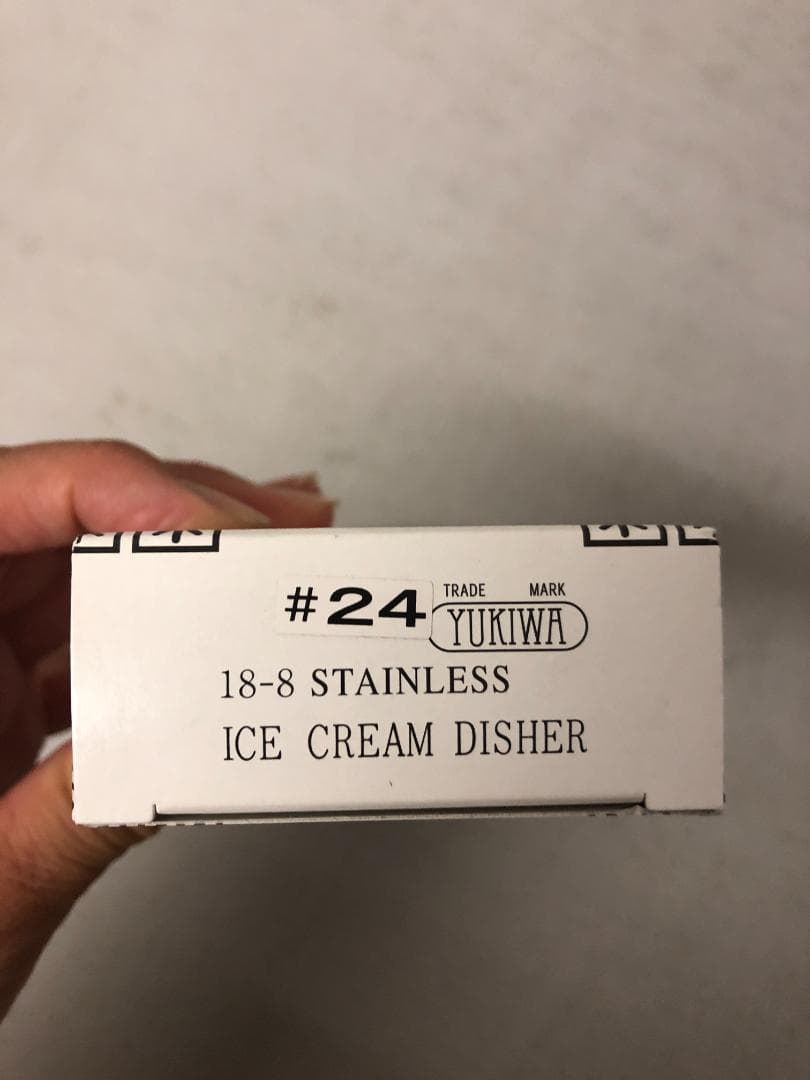 #24
TRADE MARK
YUKIWA
18-8 STAINLESS
ICE CREAM DISHER